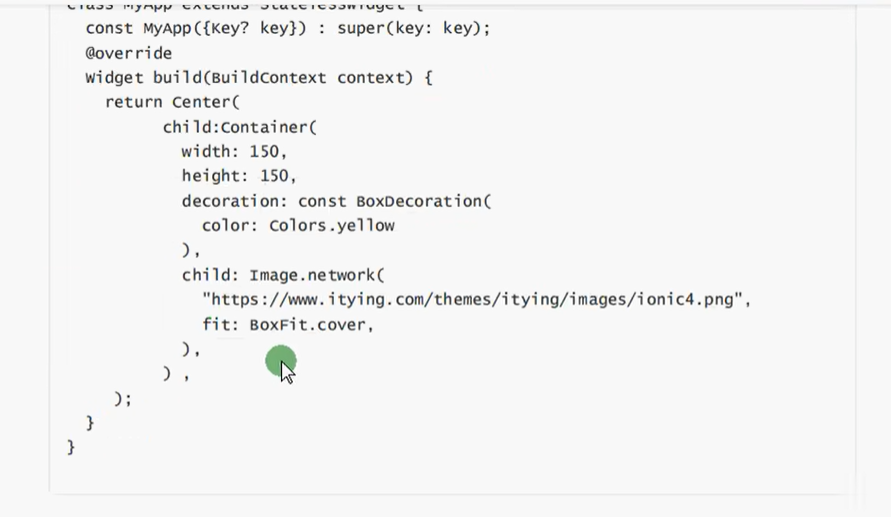 class MyApp extends StatelessWidget {
const MyApp({Key? key}) : super(key: key);
@override
Widget build(BuildContext context) {
return Center(
child:Container(
width: 150,
height: 150,
decoration: const BoxDecoration(
color: Colors.yellow
),
child: Image.network(
"https://www.itying.com/themes/itying/images/ionic4.png",
fit: BoxFit.cover,
),
) ,
);
}
}